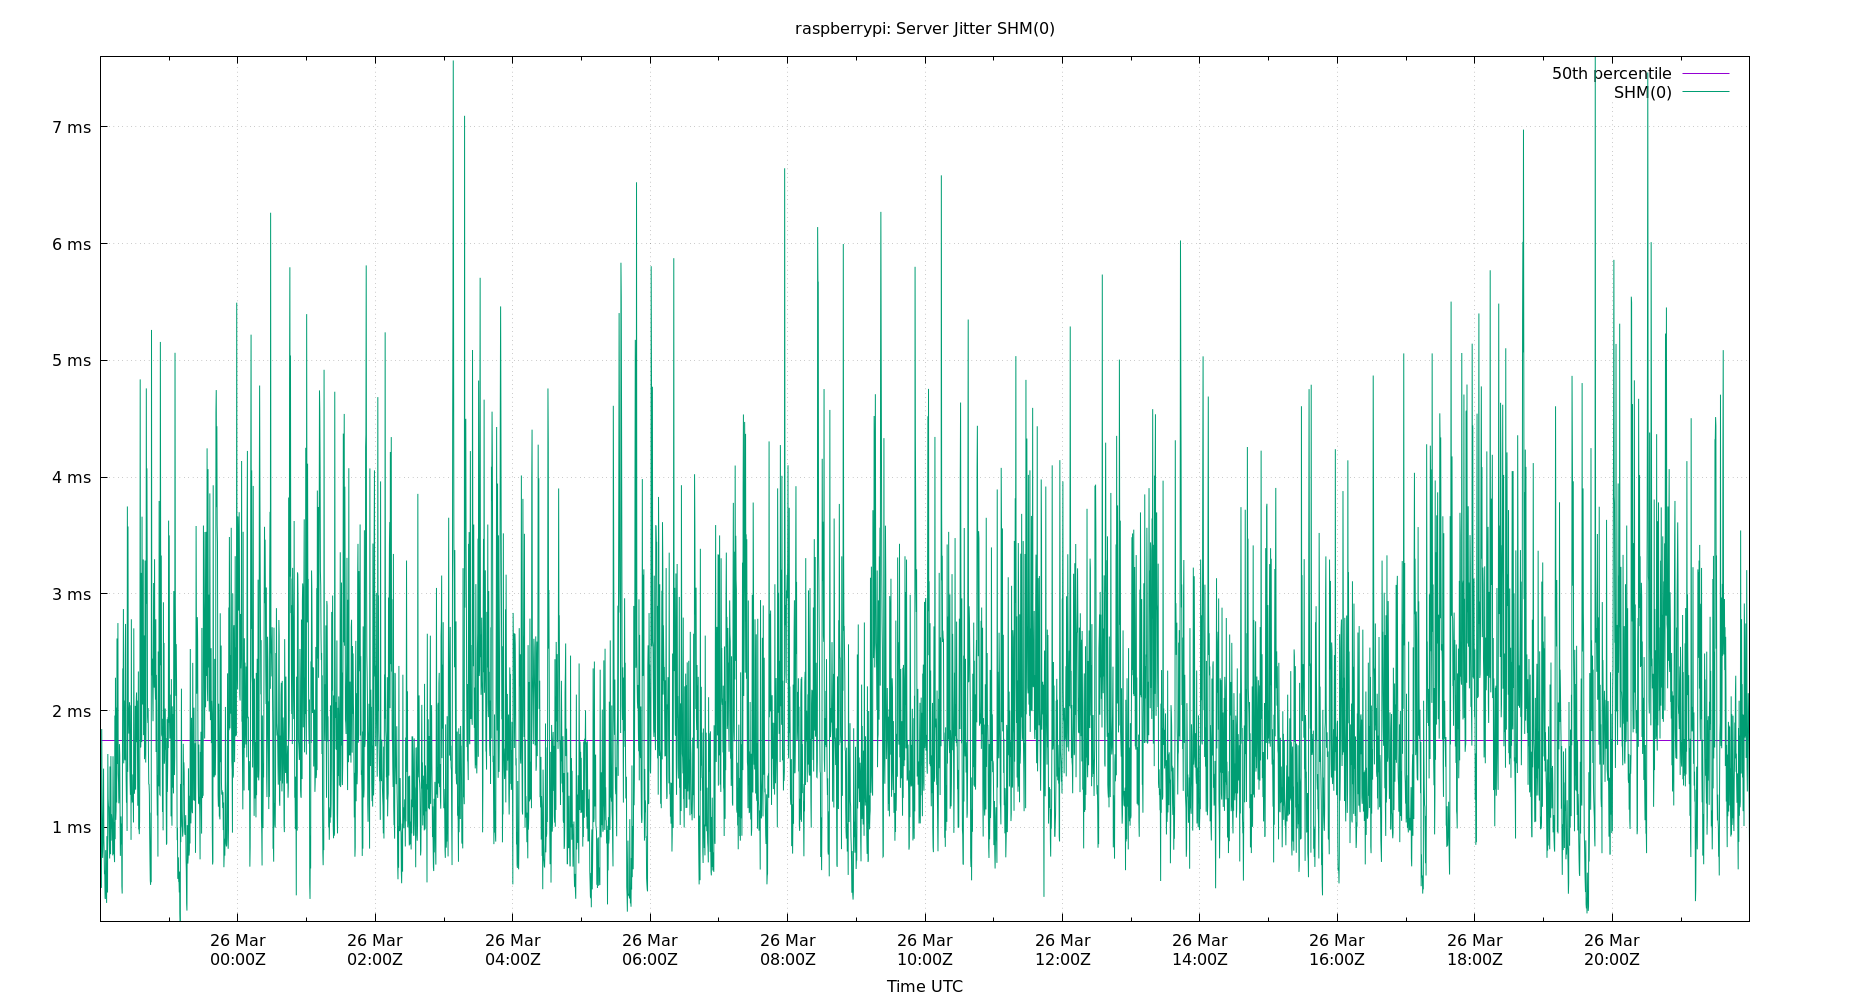 raspberrypi: Server Jitter SHM(0)
50th percentile
SHM(0)
7 ms
6 ms
5 ms
4 ms
3 ms
2 ms
1 ms
26 Mar 26 Mar 26 Mar 26 Mar 26 Mar 26 Mar 26 Mar 26 Mar 26 Mar 26 Mar 26 Mar
00:00Z 02:00Z 04:00Z 06:00Z 08:00Z 10:00Z 12:00Z 14:00Z 16:00Z 18:00Z 20:00Z
Time UTC